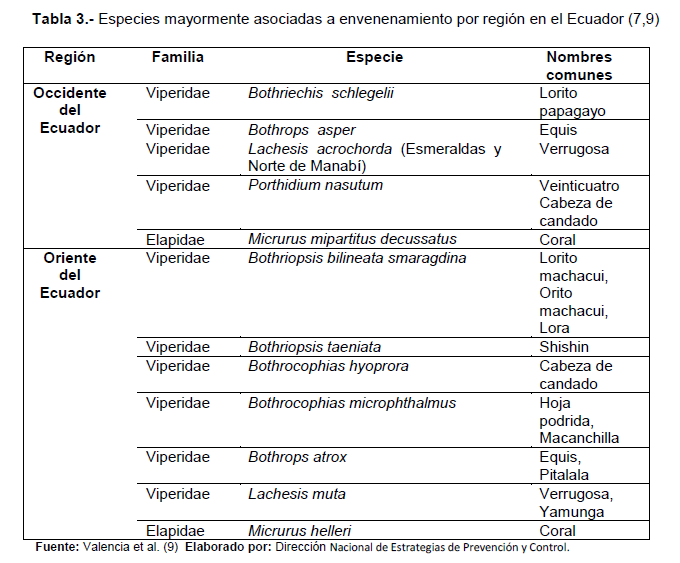 Tabla 3.- Especies mayormente asociadas a envenenamiento por región en el Ecuador (7,9)
Región Familia Especie Nombres
comunes
Occidente Viperidae Bothriechis schlegelii Lorito
del papagayo
Ecuador Viperidae Bothrops asper Equis
Viperidae Lachesis acrochorda (Esmeraldas y Verrugosa
Norte de Manabí)
Viperidae Porthidium nasutum Veinticuatro
Cabeza de
candado
Elapidae Micrurus mipartitus decussatus Coral
Oriente Viperidae Bothriopsis bilineata smaragdina Lorito
del machacui,
Ecuador Orito
machacui,
Lora
Viperidae Bothriopsis taeniata Shishin
Viperidae Bothrocophias hyoprora Cabeza de
candado
Viperidae Bothrocophias microphthalmus Hoja
podrida,
Macanchilla
Viperidae Bothrops atrox Equis,
Pitalala
Viperidae Lachesis muta Verrugosa,
Yamunga
Elapidae Micrurus helleri Coral
Fuente: Valencia et al. (9) Elaborado por: Dirección Nacional de Estrategias de Prevención y Control.